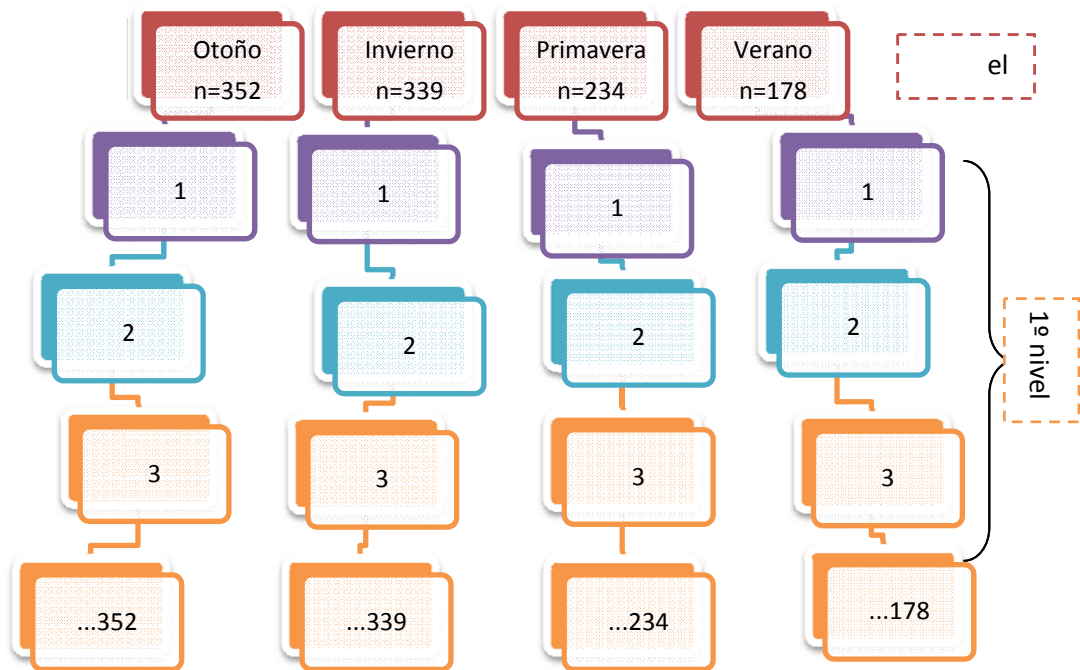 Otoño
n=352
Invierno
n=339
Primavera
n=234
Verano
n=178
el
1
1
1
1
2
2
2
2
1º nivel
3
3
3
3
...352
...339
...234
...178